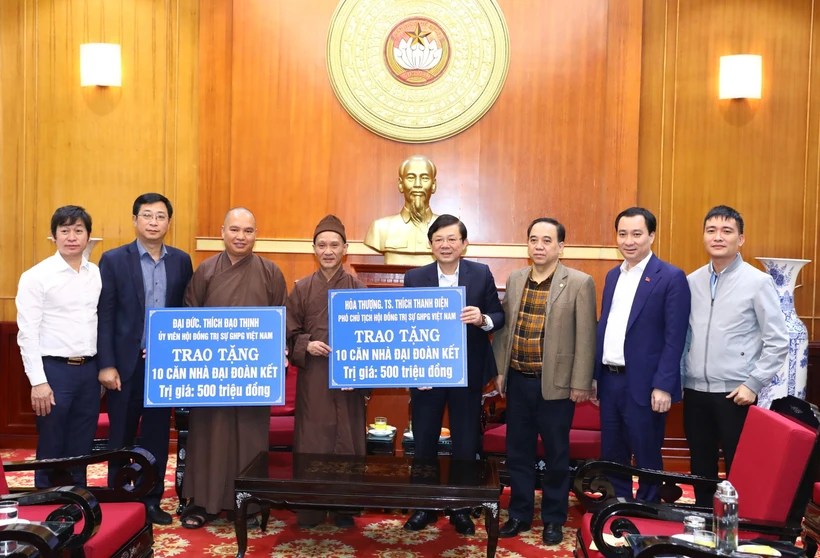 ĐẠI ĐỨC. THÍCH ĐẠO THỊNH
ỦY VIÊN HỘI ĐỒNG TRỊ SỰ GHPG VIỆT NAM
TRAO TẶNG
10 CĂN NHÀ ĐẠI ĐOÀN KẾT
Trị giá: 500 triệu đồng
HÒA THƯỢNG. TS. THÍCH THANH ĐIỆN
PHÓ CHỦ TỊCH HỘI ĐỒNG TRỊ SỰ GHPG VIỆT NAM
TRAO TẶNG
10 CĂN NHÀ ĐẠI ĐOÀN KẾT
Trị giá: 500 triệu đồng